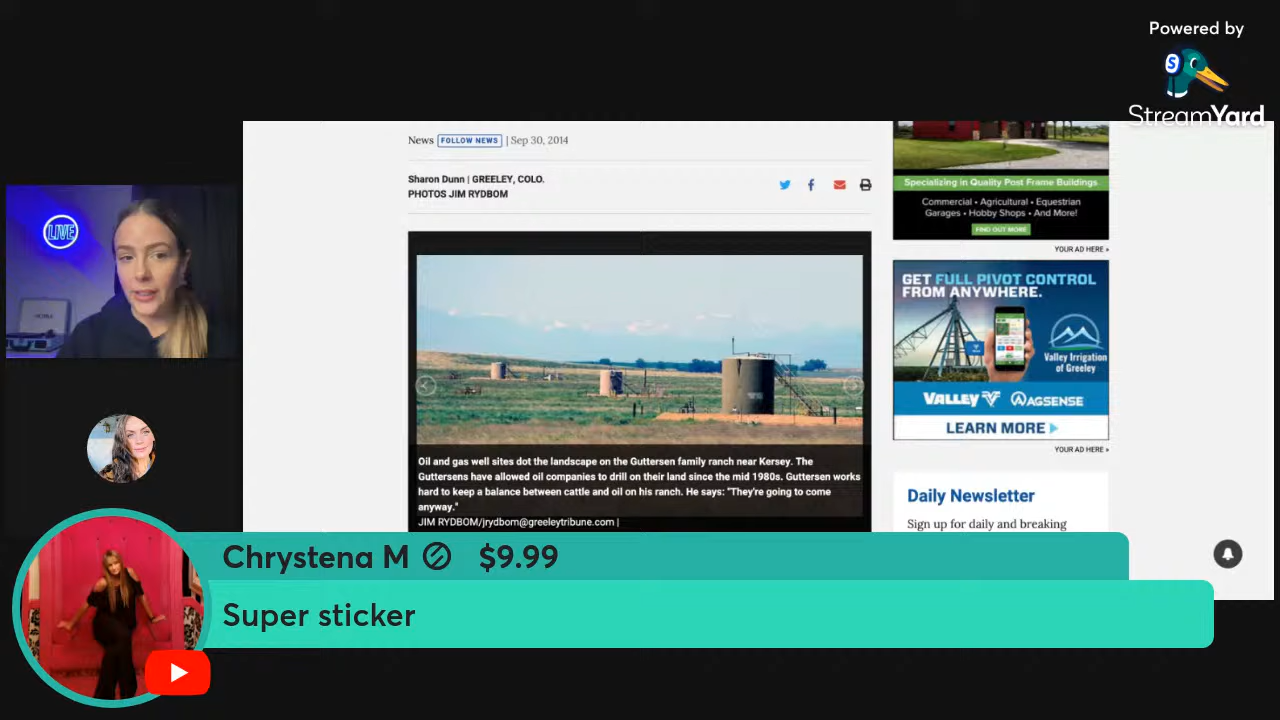 Powered by
StreamYard
LIVE
News FOLLOW NEWS | Sep 30, 2014
Sharon Dunn | GREELEY, COLO.
PHOTOS JIM RYDBOM
Oil and gas well sites dot the landscape on the Guttersen family ranch near Kersey. The
Guttersens have allowed oil companies to drill on their land since the mid 1980s. Guttersen works
hard to keep a balance between cattle and oil on his ranch. He says: "They're going to come
anyway."
JIM RYDBOM/jrydbom@greeleytribune.com |
Specializing in Quality Post Frame Buildings
Commercial • Agricultural • Equestrian
Garages • Hobby Shops • And More!
FIND OUT MORE
YOUR AD HERE »
GET FULL PIVOT CONTROL
FROM ANYWHERE.
Valley Irrigation
of Greeley
VALLEY AGSENSE
LEARN MORE
YOUR AD HERE »
Daily Newsletter
Sign up for daily and breaking
Chrystena M $9.99
Super sticker